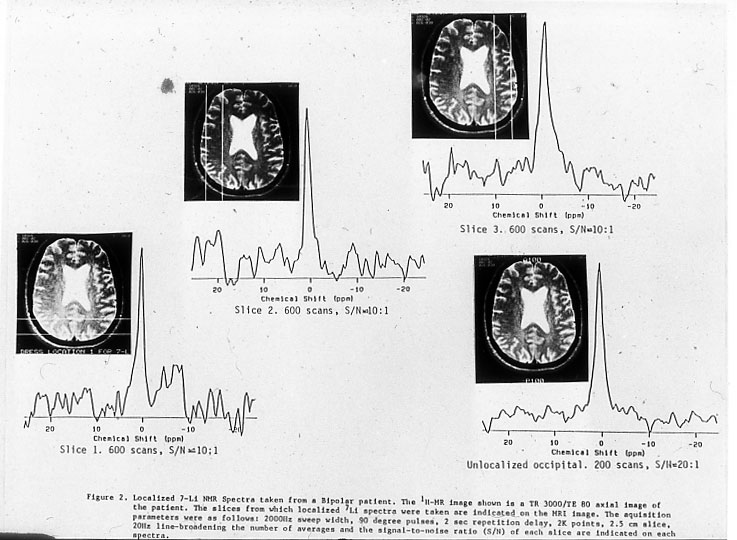 20 10 0 -10 -20
Chemical Shift (ppm)
Slice 3. 600 scans, S/N≈10:1
20 10 0 -10 -20
Chemical Shift (ppm)
Slice 2. 600 scans, S/N≈10:1
DRESS LOCATION 1 FOR 7-L
20 10 0 -10
Chemical Shift (ppm)
Slice 1. 600 scans, S/N≈10;1
P100
20 10 0 -10 -20
Chemical Shift (ppm)
Unlocalized occipital. 200 scans, S/N=20:1
Figure 2. Localized 7-Li NMR Spectra taken from a Bipolar patient. The 1H-MR image shown is a TR 3000/TE 80 axial image of
the patient. The slices from which localized 7Li spectra were taken are indicated on the MRI image. The aquisition
parameters were as follows: 2000Hz sweep width, 90 degree pulses, 2 sec repetition delay, 2K points, 2.5 cm slice,
20Hz line-broadening the number of averages and the signal-to-noise ratio (S/N) of each slice are indicated on each
spectra.